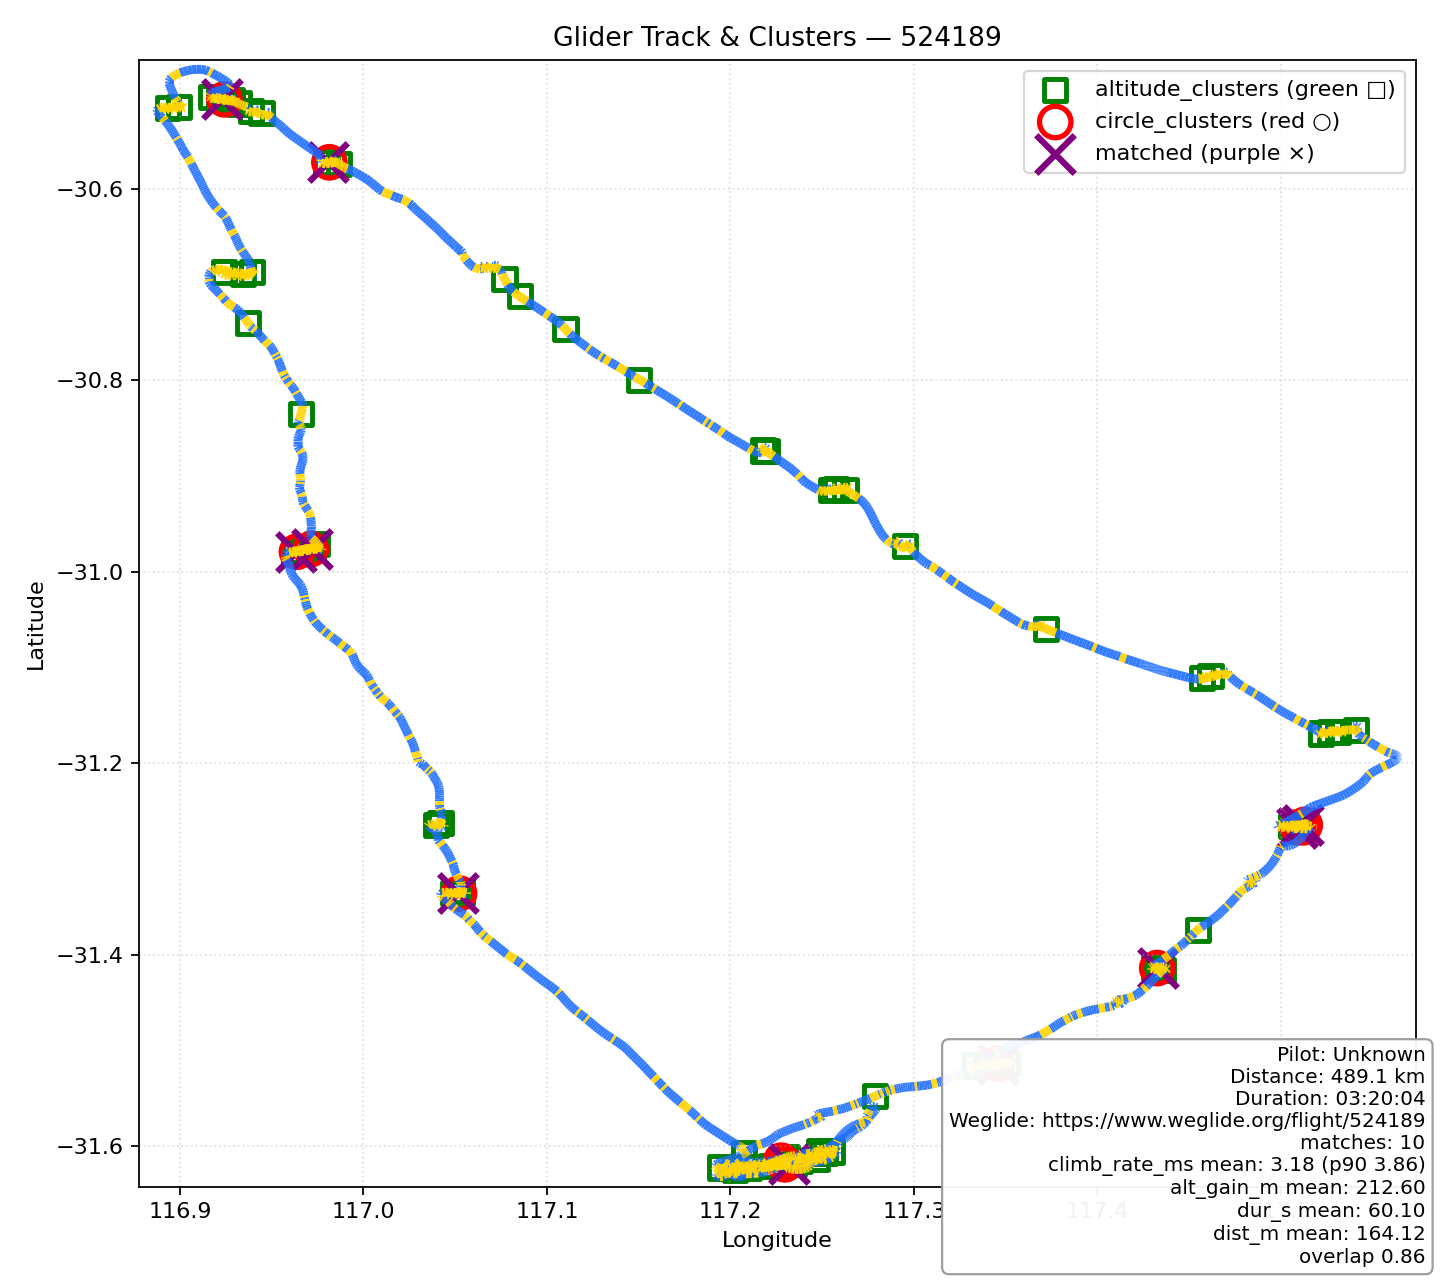 Glider Track & Clusters — 524189
altitude_clusters (green □)
circle_clusters (red ○)
matched (purple ×)
−30.6
−30.8
−31.0
−31.2
−31.4
−31.6
Latitude
116.9
117.0
117.1
117.2
117.3
117.4
Longitude
Pilot: Unknown
Distance: 489.1 km
Duration: 03:20:04
Weglide: https://www.weglide.org/flight/524189
matches: 10
climb_rate_ms mean: 3.18 (p90 3.86)
alt_gain_m mean: 212.60
dur_s mean: 60.10
dist_m mean: 164.12
overlap 0.86